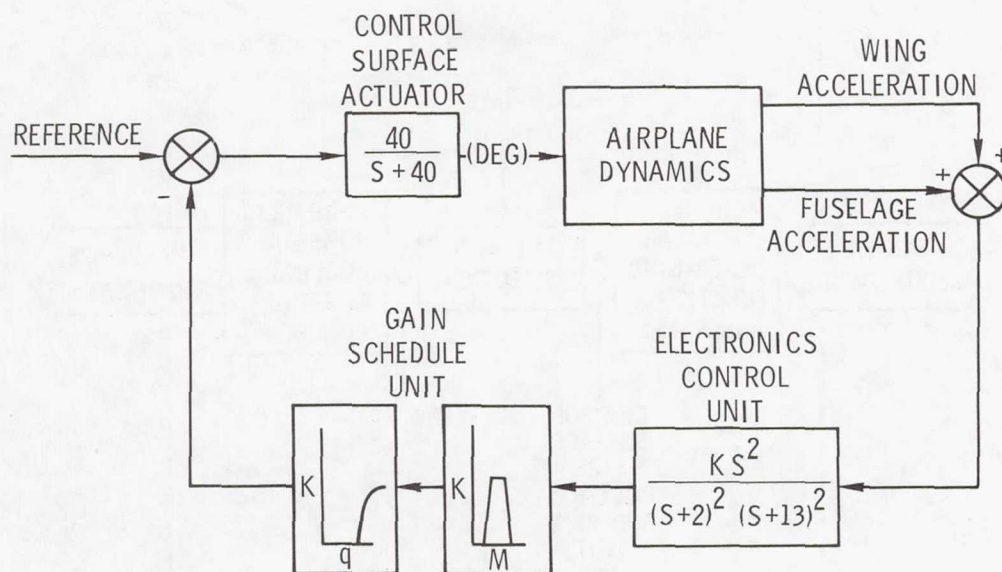 CONTROL
SURFACE
ACTUATOR
WING
ACCELERATION
REFERENCE
40
S + 40
(DEG)
AIRPLANE
DYNAMICS
+
+
-
FUSELAGE
ACCELERATION
GAIN
SCHEDULE
UNIT
ELECTRONICS
CONTROL
UNIT
K
q
K
M
K S²
(S+2)² (S+13)²